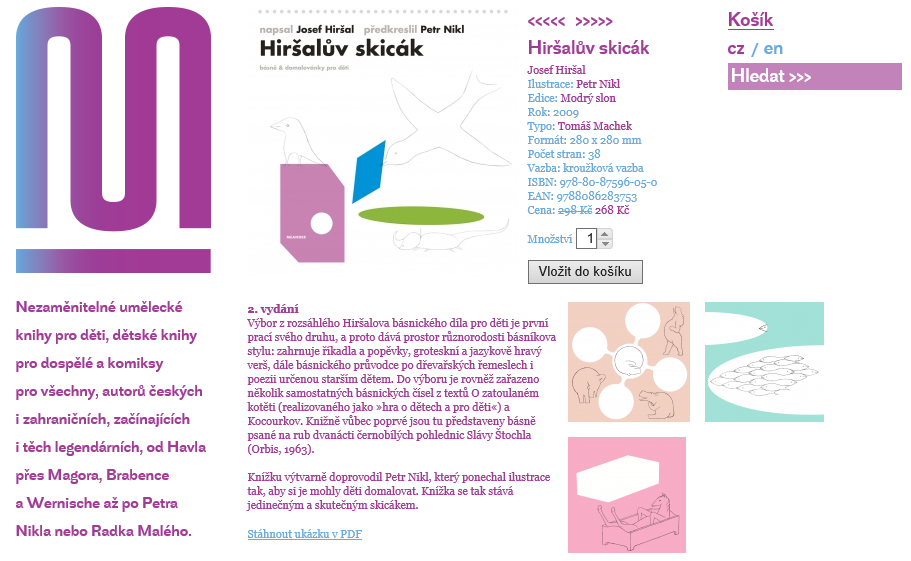 napsal Josef Hiršal předkreslil Petr Nikl
Hiršalův skicák
básně & domalovánky pro děti
MEANDER
<<<<< >>>>>
Hiršalův skicák
Josef Hiršal
Ilustrace: Petr Nikl
Edice: Modrý slon
Rok: 2009
Typo: Tomáš Machek
Formát: 280 x 280 mm
Počet stran: 38
Vazba: kroužková vazba
ISBN: 978-80-87596-05-0
EAN: 9788086283753
Cena: 298 Kč 268 Kč
Množství 1
Vložit do košíku
Košík
cz / en
Hledat >>>
Nezaměnitelné umělecké
knihy pro děti, dětské knihy
pro dospělé a komiksy
pro všechny, autorů českých
i zahraničních, začínajících
i těch legendárních, od Havla
přes Magora, Brabence
a Wernische až po Petra
Nikla nebo Radka Malého.
2. vydání
Výbor z rozsáhlého Hiršalova básnického díla pro děti je první
prací svého druhu, a proto dává prostor různorodosti básníkova
stylu: zahrnuje říkadla a popěvky, groteskní a jazykově hravý
verš, dále básnického průvodce po dřevařských řemeslech i
poezii určenou starším dětem. Do výboru je rovněž zařazeno
několik samostatných básnických čísel z textů O zatoulaném
kotěti (realizovaného jako »hra o dětech a pro děti«) a
Kocourkov. Knižně vůbec poprvé jsou tu představeny básně
psané na rub dvanácti černobílých pohlednic Slávy Štochla
(Orbis, 1963).
Knížku výtvarně doprovodil Petr Nikl, který ponechal ilustrace
tak, aby si je mohly děti domalovat. Knížka se tak stává
jedinečným a skutečným skicákem.
Stáhnout ukázku v PDF